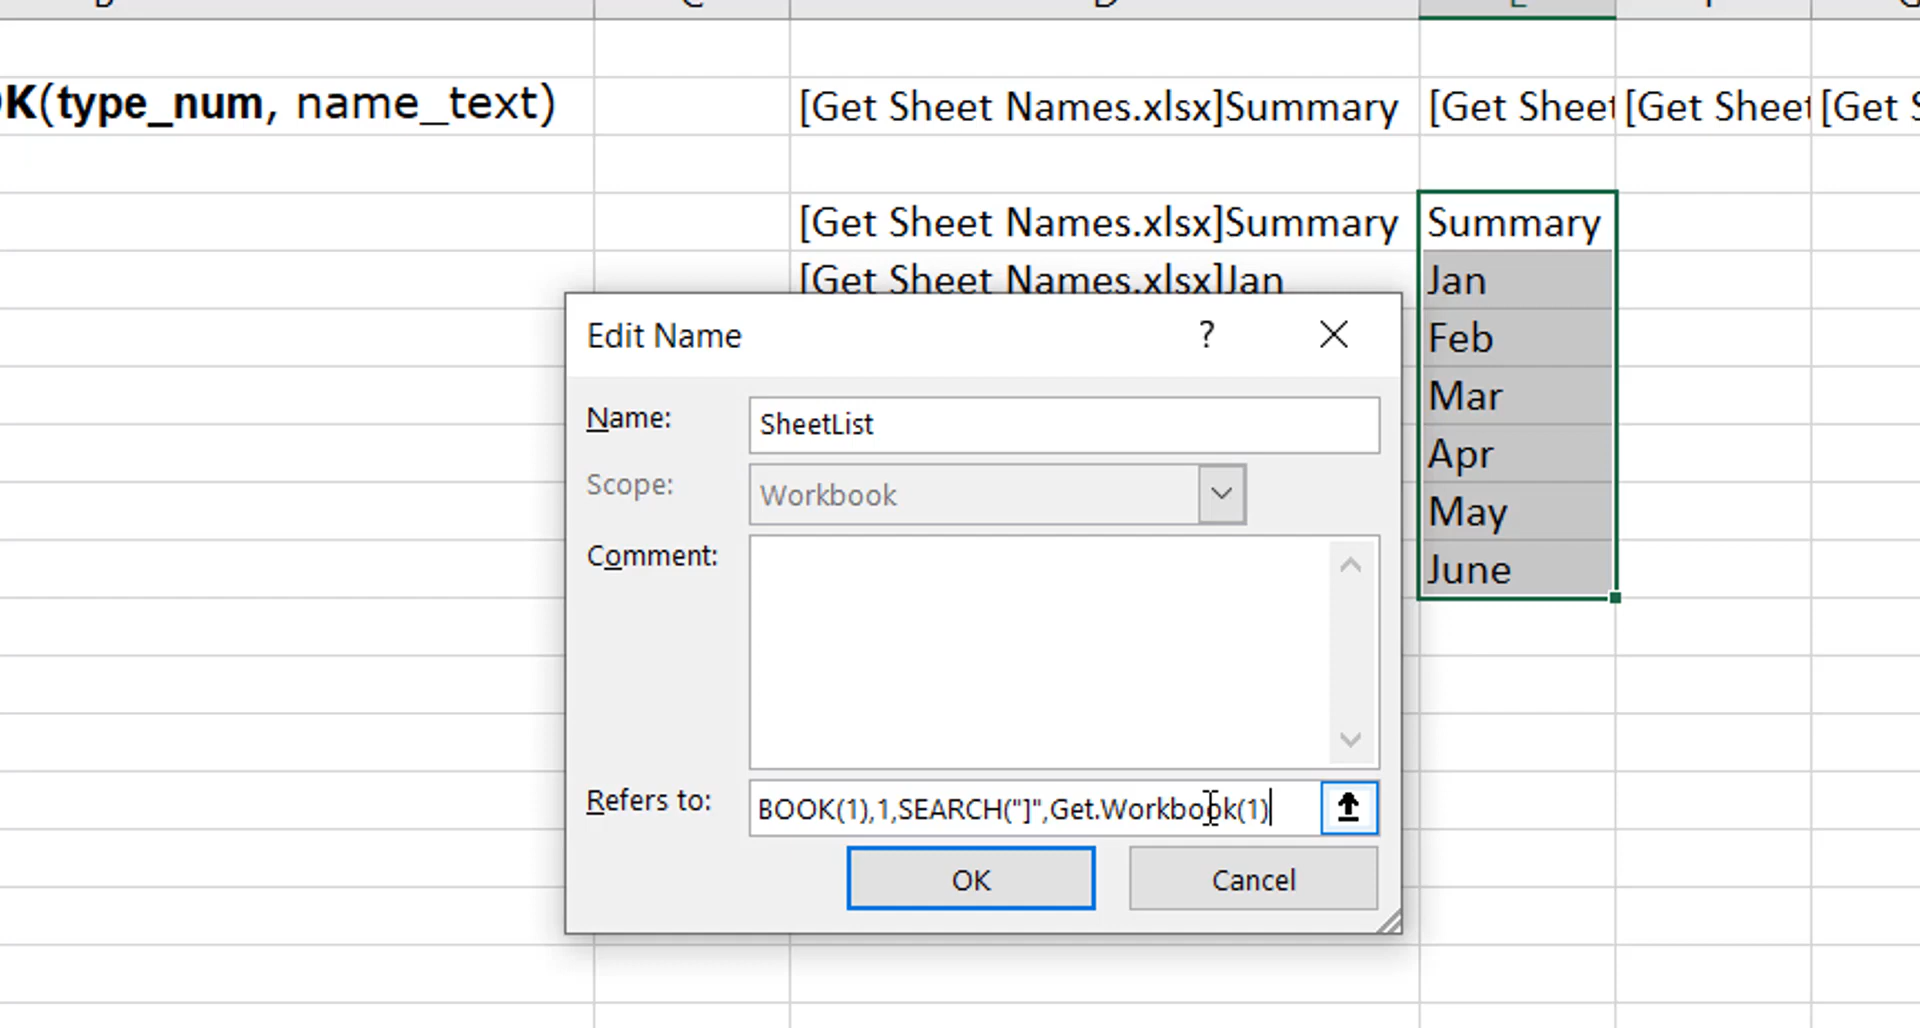 K(type_num, name_text)
[Get Sheet Names.xlsx]Summary
[Get Sheet
[Get Sheet
[Get
[Get Sheet Names.xlsx]Summary
Summary
[Get Sheet Names.xlsx]Jan
Jan
Feb
Mar
Apr
May
June
Edit Name
?
Name:
SheetList
Scope:
Workbook
Comment:
Refers to:
BOOK(1),1,SEARCH("]",Get.Workbook(1)
OK
Cancel